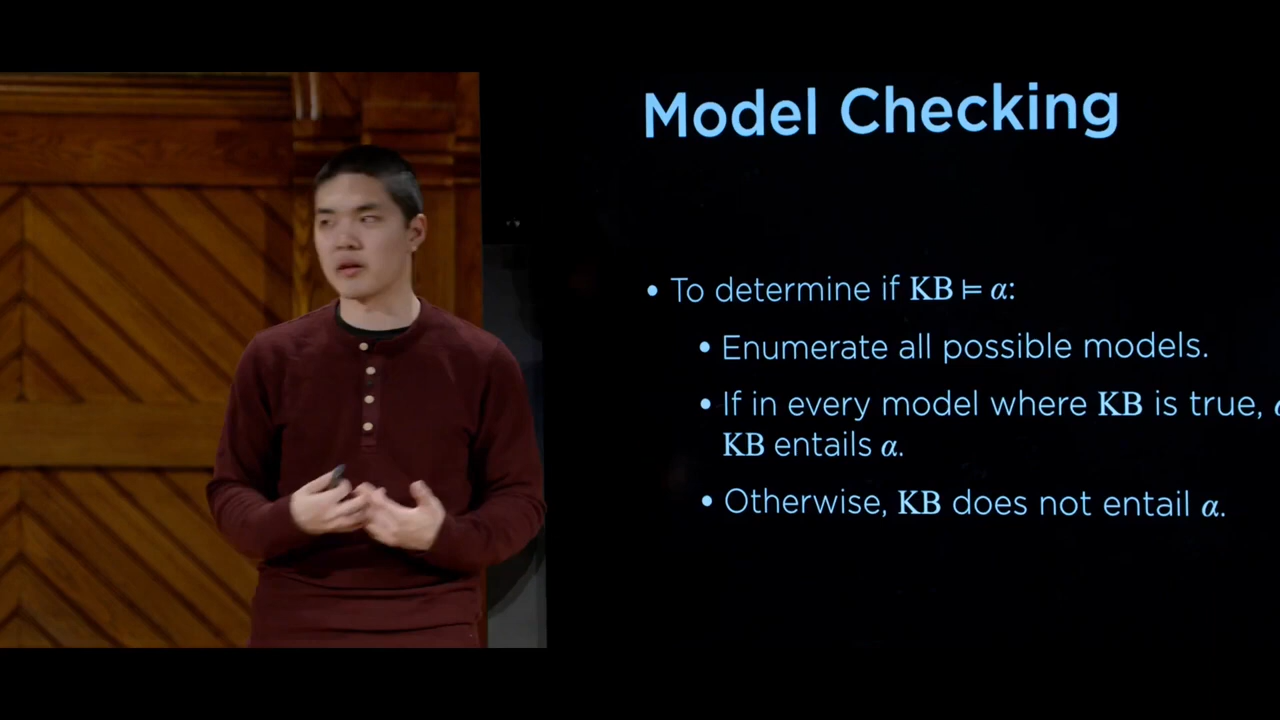 Model Checking
• To determine if KB ⊨ α:
• Enumerate all possible models.
• If in every model where KB is true,
KB entails α.
• Otherwise, KB does not entail α.